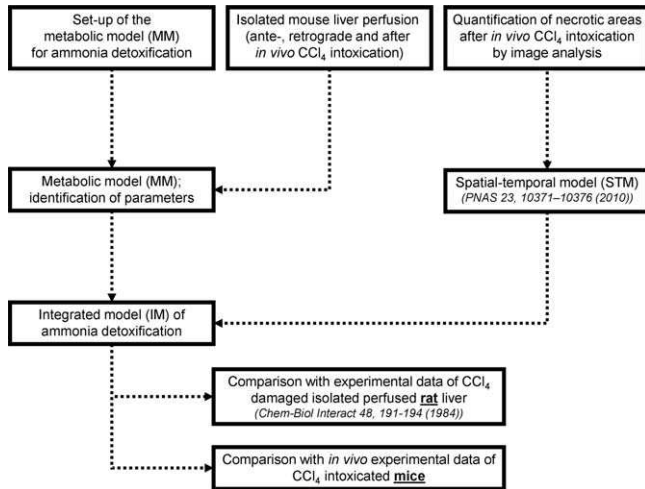 Set-up of the
metabolic model (MM)
for ammonia detoxification
Isolated mouse liver perfusion
(ante-, retrograde and after
in vivo CCl4 intoxication)
Quantification of necrotic areas
after in vivo CCl4 intoxication
by image analysis
Metabolic model (MM);
identification of parameters
Spatial-temporal model (STM)
(PNAS 23, 10371–10376 (2010))
Integrated model (IM) of
ammonia detoxification
Comparison with experimental data of CCl4
damaged isolated perfused rat liver
(Chem-Biol Interact 48, 191-194 (1984))
Comparison with in vivo experimental data of
CCl4 intoxicated mice